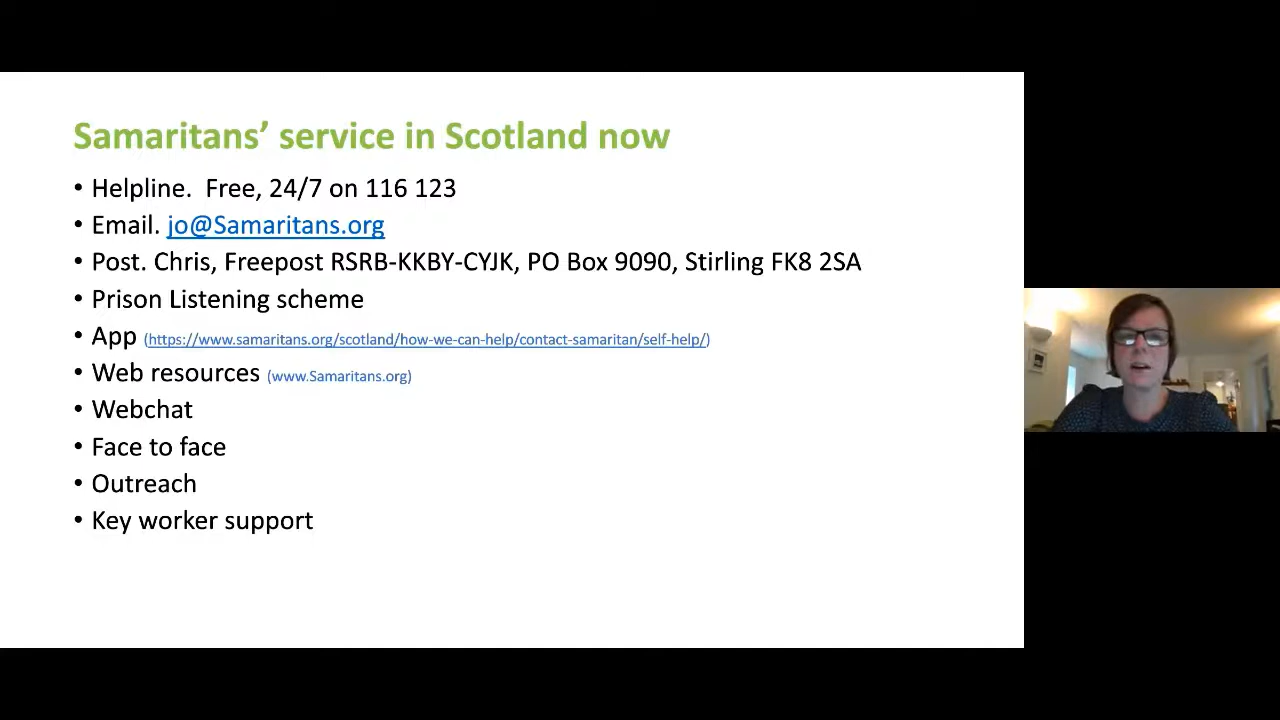 Samaritans’ service in Scotland now
• Helpline.  Free, 24/7 on 116 123
• Email. jo@Samaritans.org
• Post. Chris, Freepost RSRB-KKBY-CYJK, PO Box 9090, Stirling FK8 2SA
• Prison Listening scheme
• App (https://www.samaritans.org/scotland/how-we-can-help/contact-samaritan/self-help/)
• Web resources (www.Samaritans.org)
• Webchat
• Face to face
• Outreach
• Key worker support